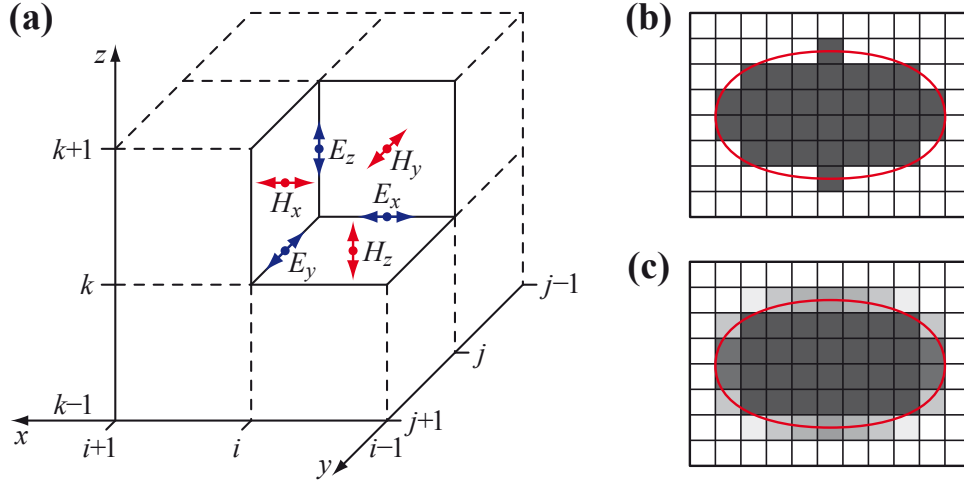 (a)
z
k+1
E_z
H_y
H_x
E_x
E_y
H_z
k
j−1
j
k−1
j+1
x
i+1
i
i−1
y
(b)
(c)